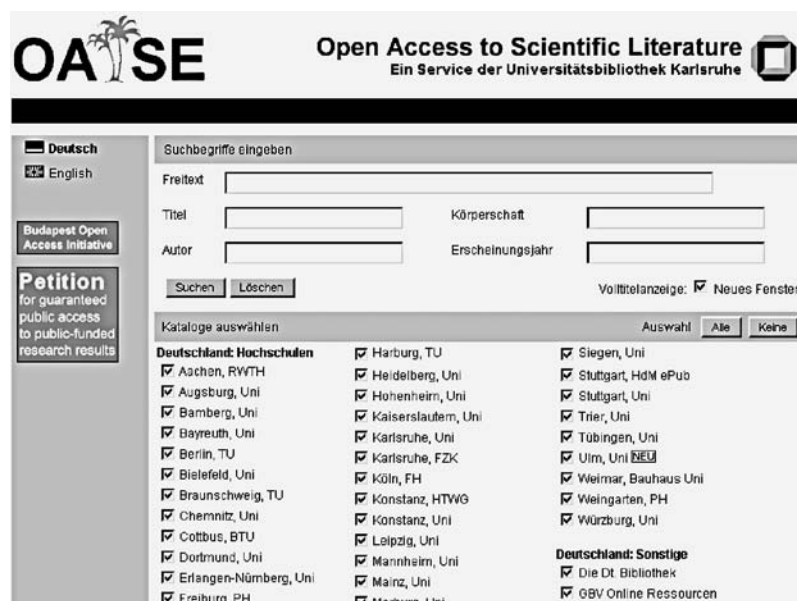 OASE
Open Access to Scientific Literature
Ein Service der Universitätsbibliothek Karlsruhe
Deutsch
English
Budapest Open
Access Initiative
Petition
for guaranteed
public access
to public-funded
research results
Suchbegriffe eingeben
Freitext
Titel
Körperschaft
Autor
Erscheinungsjahr
Suchen Löschen
Volltitelanzeige: Neues Fenster
Kataloge auswählen
Auswahl Alle Keine
Deutschland: Hochschulen
Aachen, RWTH
Augsburg, Uni
Bamberg, Uni
Bayreuth, Uni
Berlin, TU
Bielefeld, Uni
Braunschweig, TU
Chemnitz, Uni
Cottbus, BTU
Dortmund, Uni
Erlangen-Nürnberg, Uni
Freiburg, PH
Harburg, TU
Heidelberg, Uni
Hohenheim, Uni
Kaiserslautern, Uni
Karlsruhe, Uni
Karlsruhe, FZK
Köln, FH
Konstanz, HTWG
Konstanz, Uni
Leipzig, Uni
Mannheim, Uni
Mainz, Uni
Marburg, Uni
Siegen, Uni
Stuttgart, HdM ePub
Stuttgart, Uni
Trier, Uni
Tübingen, Uni
Ulm, Uni NEU
Weimar, Bauhaus Uni
Weingarten, PH
Würzburg, Uni
Deutschland: Sonstige
Die Dt. Bibliothek
GBV Online Ressourcen